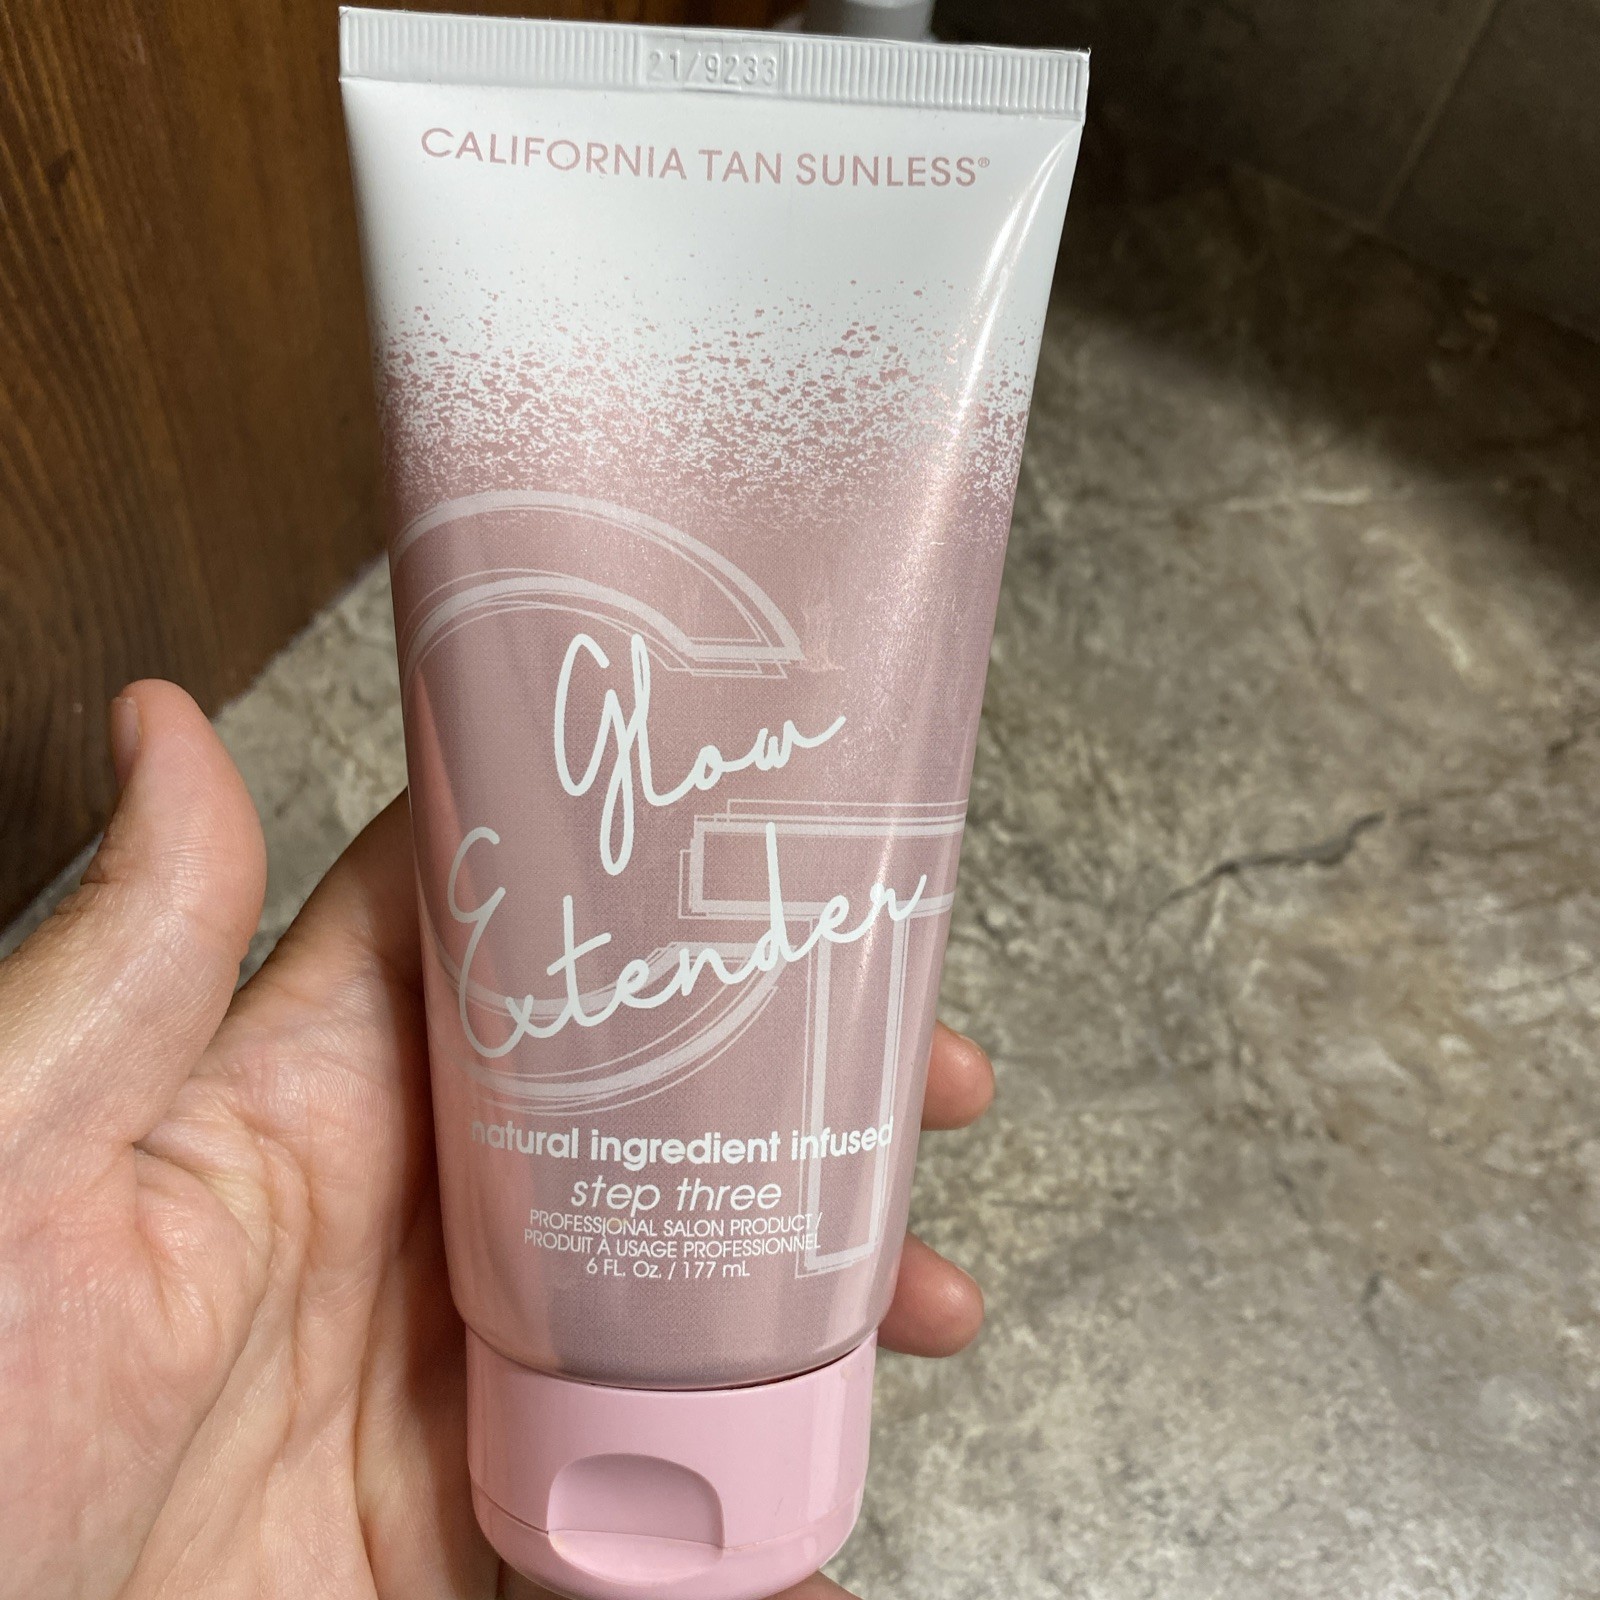 21/9233
CALIFORNIA TAN SUNLESS®
CT
Glow
Extender
natural ingredient infused
step three
PROFESSIONAL SALON PRODUCT /
PRODUIT À USAGE PROFESSIONNEL
6 FL. Oz. / 177 mL